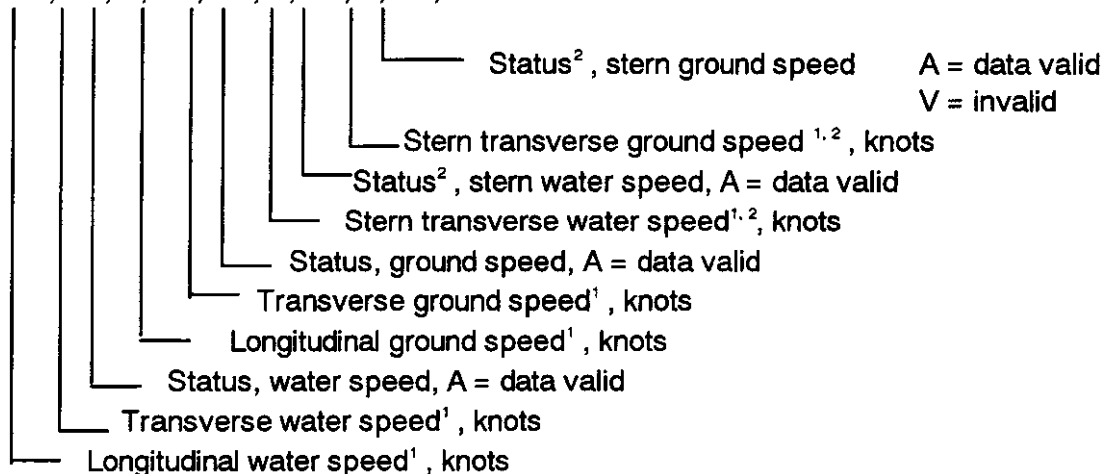 Status², stern ground speed A = data valid
V = invalid
Stern transverse ground speed ¹,², knots
Status², stern water speed, A = data valid
Stern transverse water speed¹,², knots
Status, ground speed, A = data valid
Transverse ground speed¹, knots
Longitudinal ground speed¹, knots
Status, water speed, A = data valid
Transverse water speed¹, knots
Longitudinal water speed¹, knots